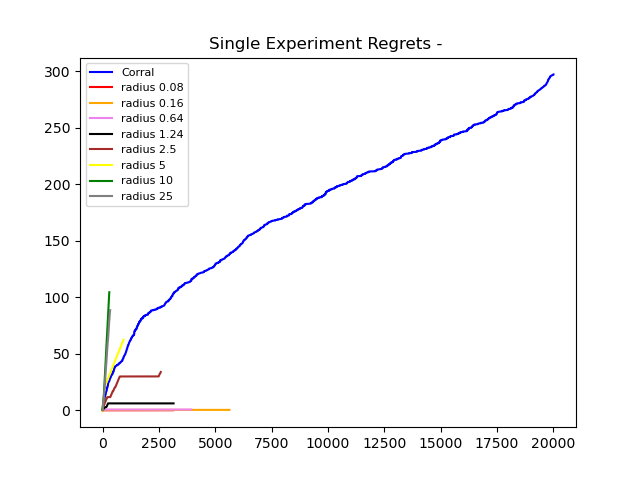 Single Experiment Regrets -
300
250
200
150
100
50
0
Corral
radius 0.08
radius 0.16
radius 0.64
radius 1.24
radius 2.5
radius 5
radius 10
radius 25
0 2500 5000 7500 10000 12500 15000 17500 20000